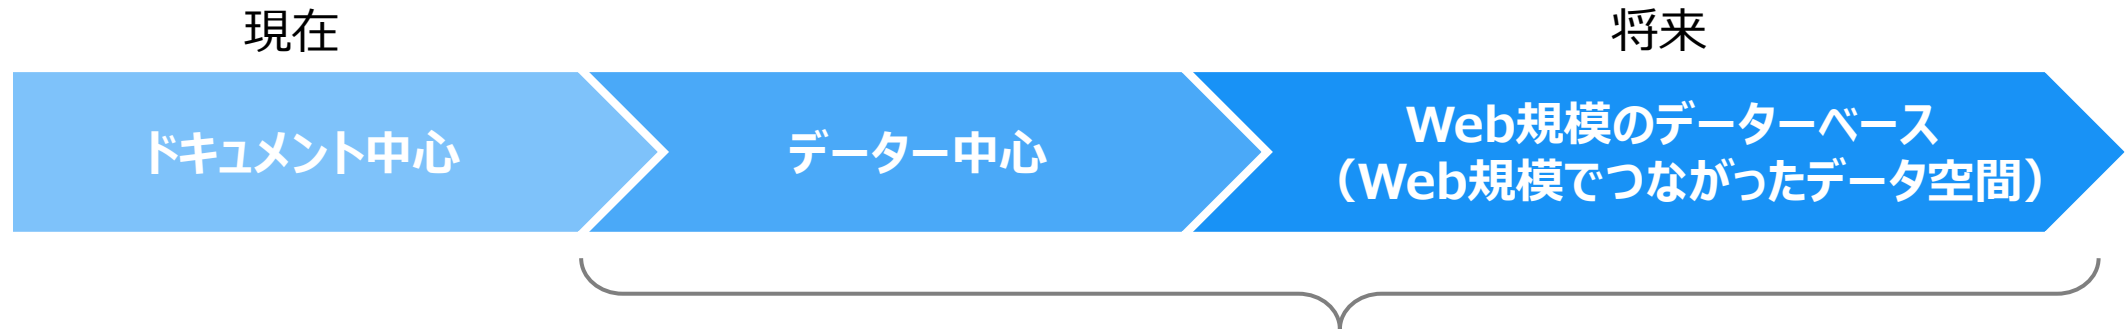 現在
将来
ドキュメント中心
データー中心
Web規模のデーターベース
（Web規模でつながったデータ空間）